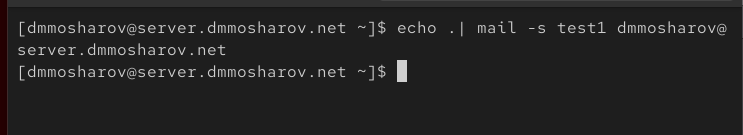 [dmmosharov@server.dmmosharov.net ~]$ echo .| mail -s test1 dmmosharov@
server.dmmosharov.net
[dmmosharov@server.dmmosharov.net ~]$